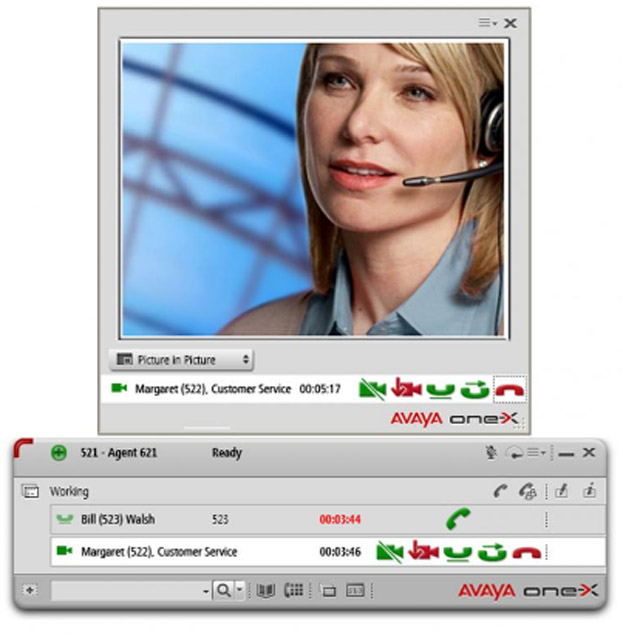 Picture in Picture
Margaret (522), Customer Service 00:05:17
AVAYA one-X
521 - Agent 621 Ready
Working
Bill (523) Walsh 523 00:03:44
Margaret (522), Customer Service 00:03:46
AVAYA one-X